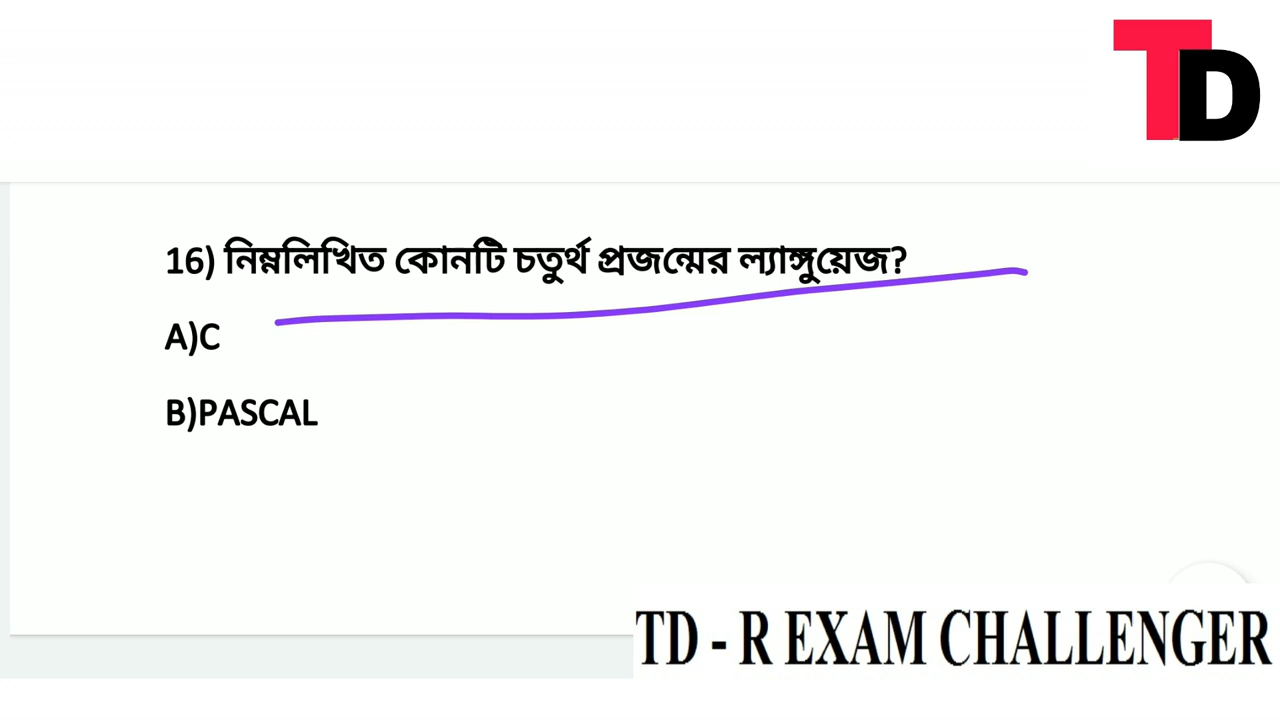 TD
16) নিম্নলিখিত কোনটি চতুর্থ প্রজন্মের ল্যাঙ্গুয়েজ?
A)C
B)PASCAL
TD - R EXAM CHALLENGER